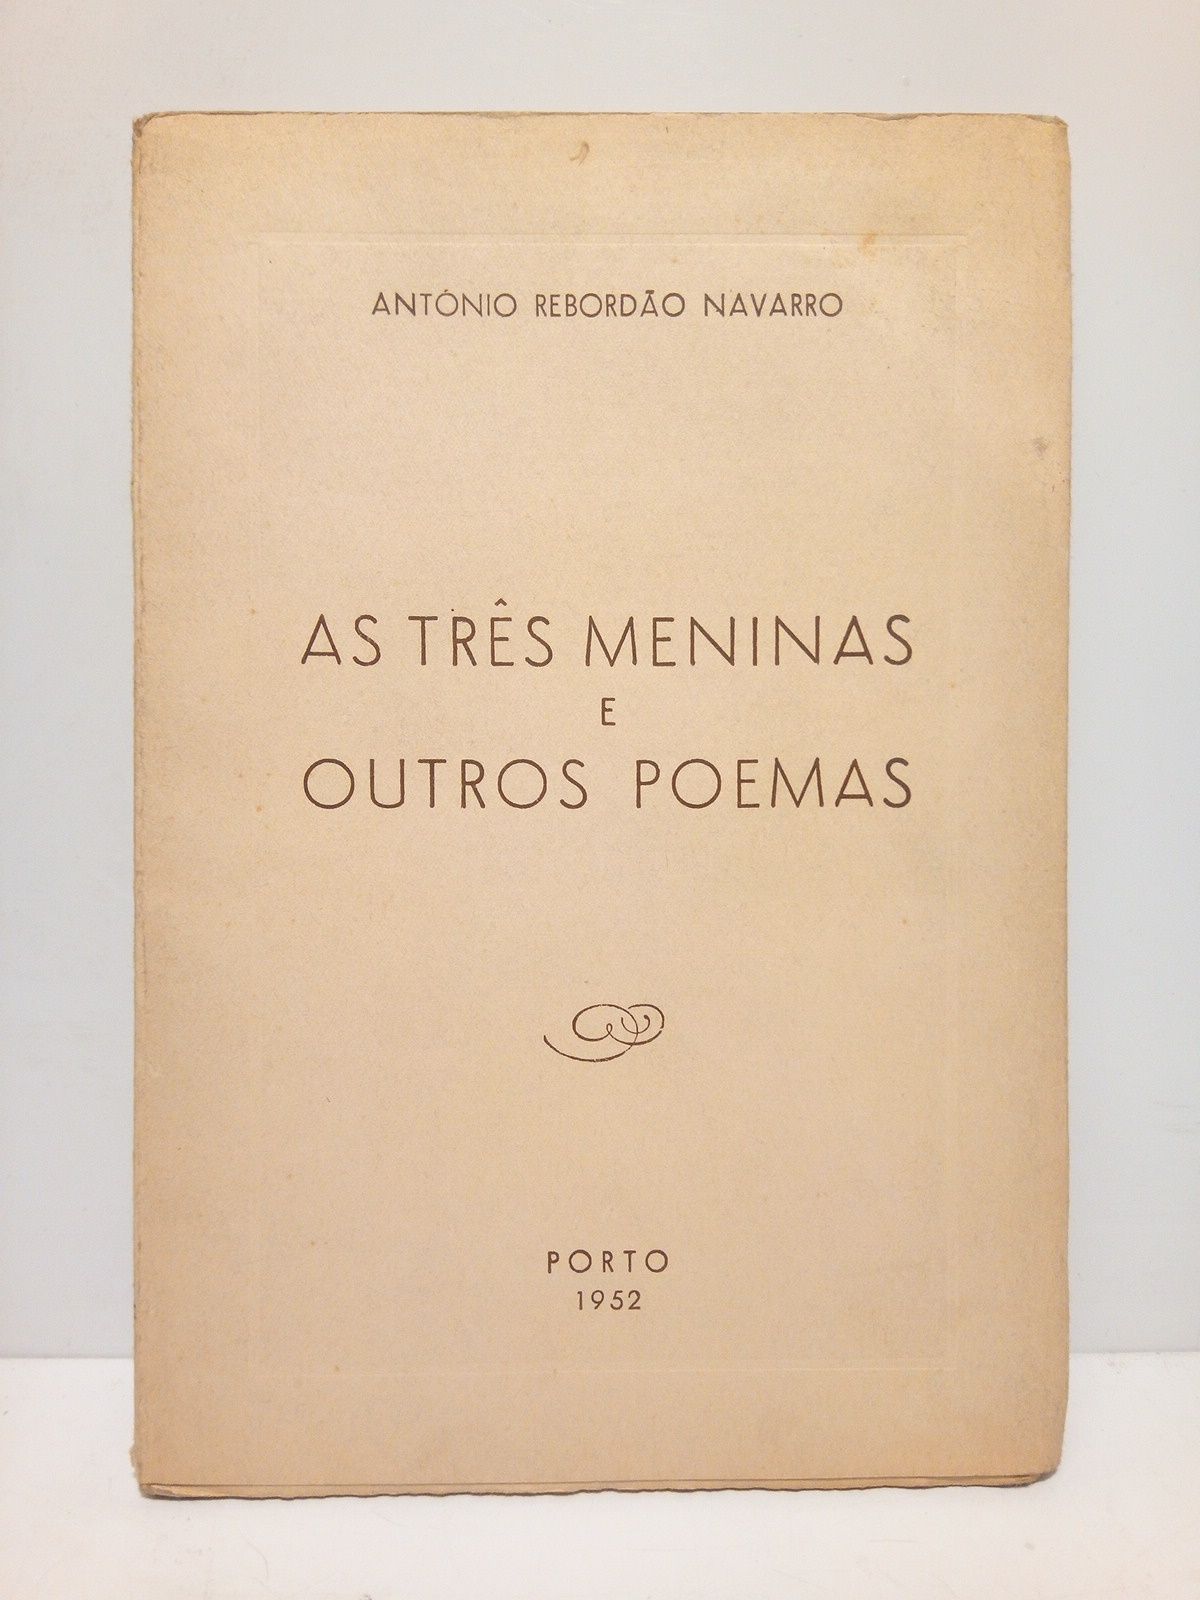 ANTÓNIO REBORDÃO NAVARRO
AS TRÊS MENINAS
E
OUTROS POEMAS
PORTO
1952